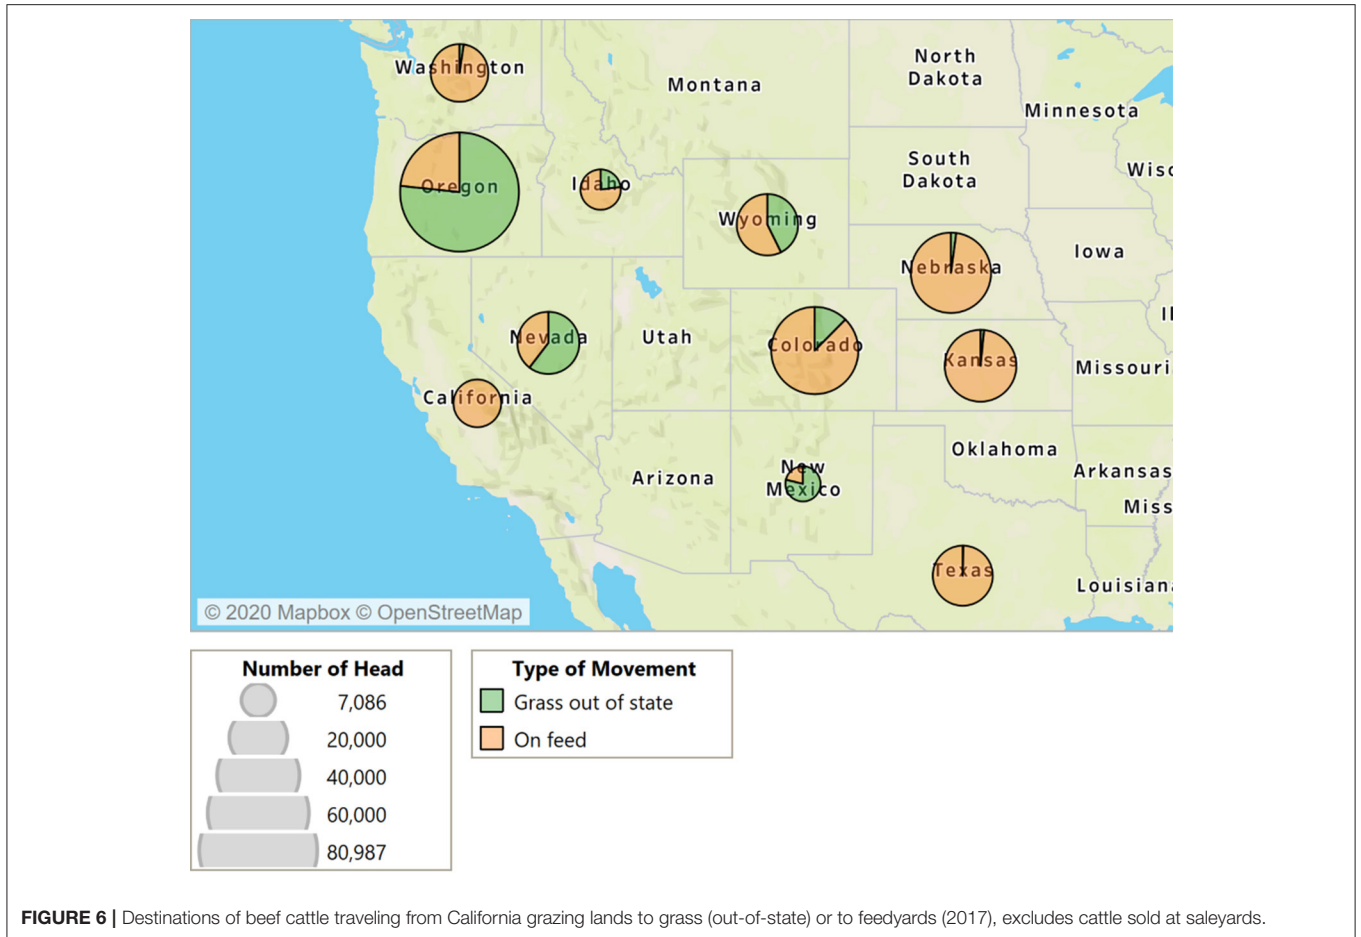 Washington
Montana
North
Dakota
Minnesota
Oregon
Idaho
South
Dakota
Wisc
Wyoming
Nebraska
Iowa
Nevada
Utah
Colorado
Kansas
Il
Missouri
California
Arizona
New
Mexico
Oklahoma
Arkansas
Miss
Texas
Louisian
© 2020 Mapbox © OpenStreetMap
Number of Head
7,086
20,000
40,000
60,000
80,987
Type of Movement
Grass out of state
On feed
FIGURE 6 | Destinations of beef cattle traveling from California grazing lands to grass (out-of-state) or to feedyards (2017), excludes cattle sold at saleyards.